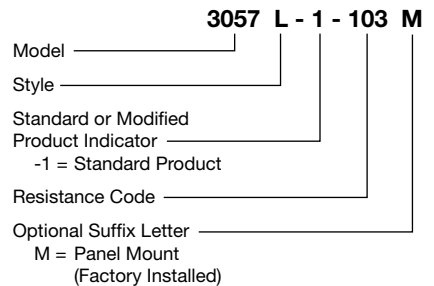 3057 L - 1 - 103 M
Model
Style
Standard or Modified
Product Indicator
-1 = Standard Product
Resistance Code
Optional Suffix Letter
M = Panel Mount
(Factory Installed)